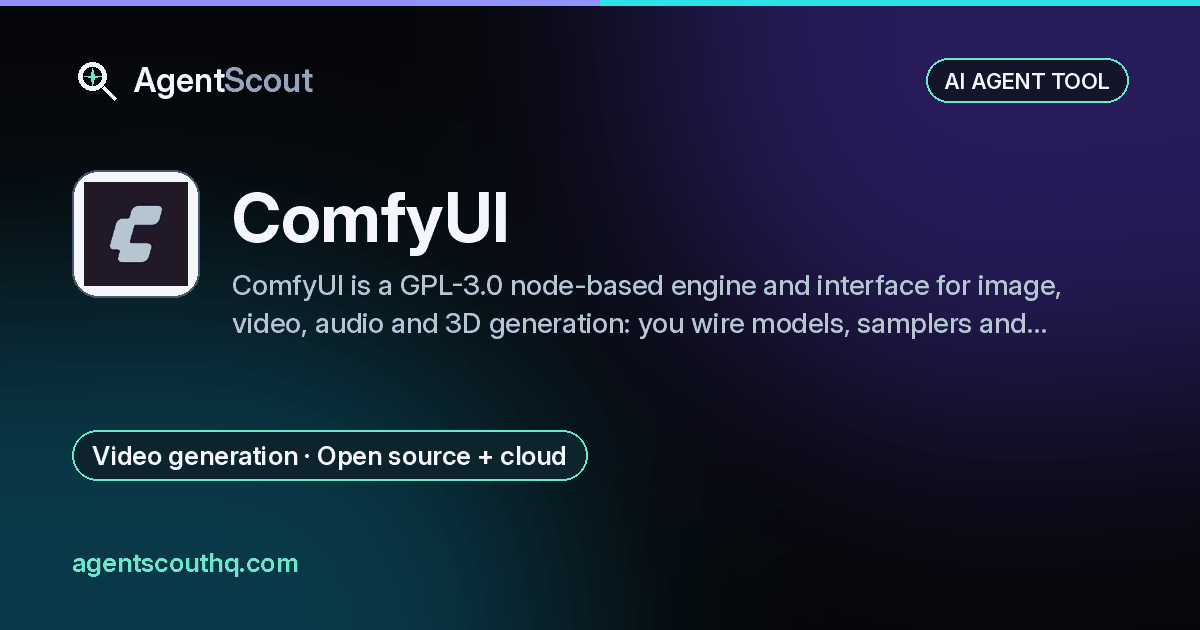 AgentScout
AI AGENT TOOL
ComfyUI
ComfyUI is a GPL-3.0 node-based engine and interface for image,
video, audio and 3D generation: you wire models, samplers and...
Video generation · Open source + cloud
agentscouthq.com